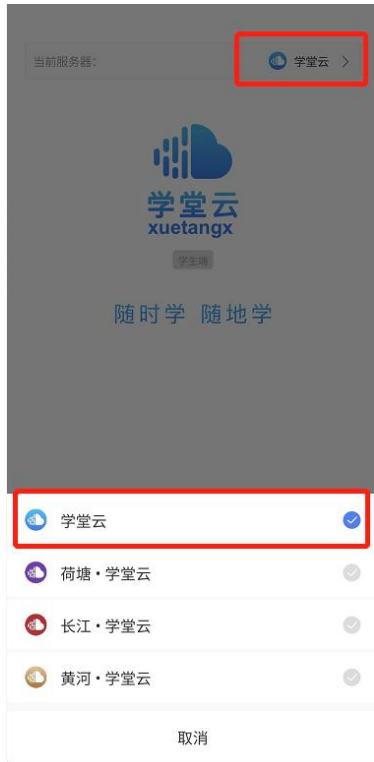 当前服务器：
学堂云
学堂云
xuetangx
学生端
随时学 随地学
学堂云
荷塘·学堂云
长江·学堂云
黄河·学堂云
取消